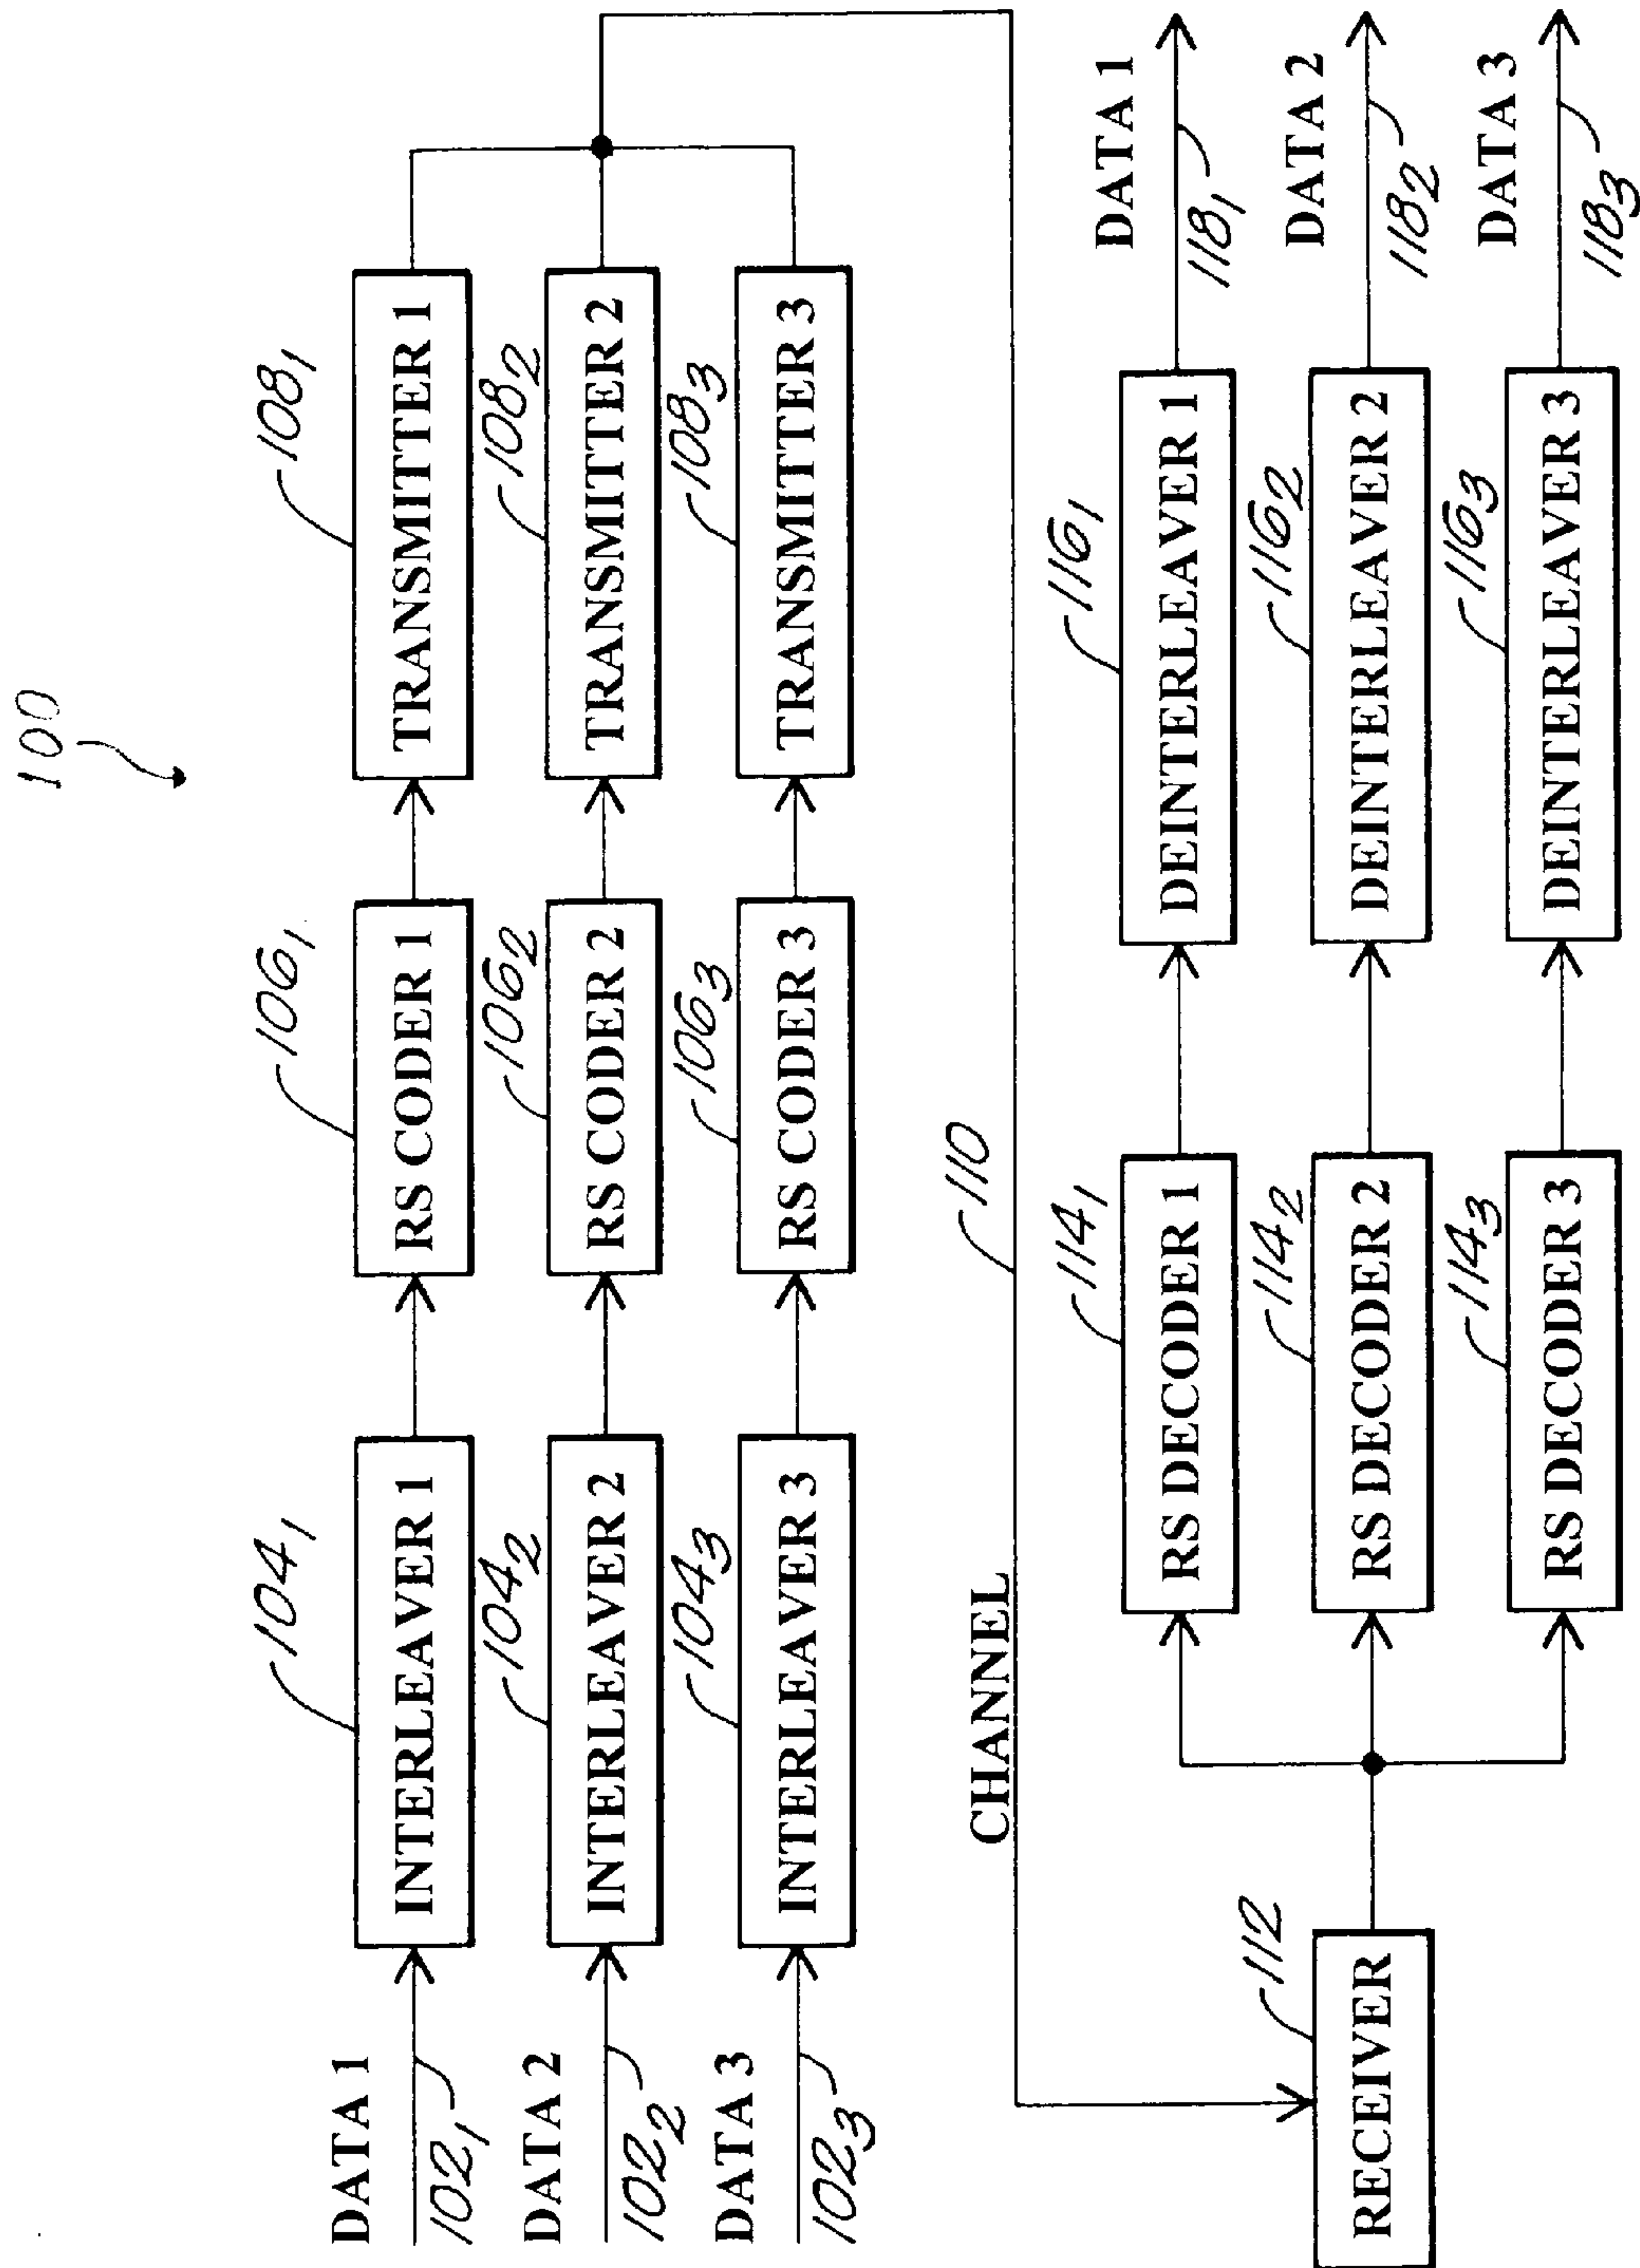 100
108₁
106₁
104₁
DATA 1
INTERLEAVER 1
RS CODER 1
TRANSMITTER 1
102₁
108₂
106₂
104₂
DATA 2
INTERLEAVER 2
RS CODER 2
TRANSMITTER 2
102₂
108₃
106₃
104₃
DATA 3
INTERLEAVER 3
RS CODER 3
TRANSMITTER 3
102₃
110
CHANNEL
114₁
116₁
DATA 1
RS DECODER 1
DEINTERLEAVER 1
118₁
112
114₂
116₂
DATA 2
RECEIVER
RS DECODER 2
DEINTERLEAVER 2
118₂
114₃
116₃
DATA 3
RS DECODER 3
DEINTERLEAVER 3
118₃